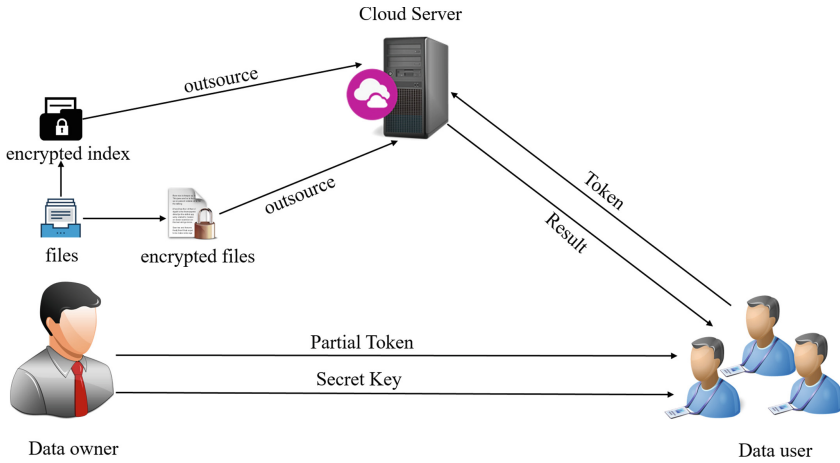 Cloud Server
outsource
encrypted index
outsource
files
encrypted files
Token
Result
Partial Token
Secret Key
Data owner
Data user